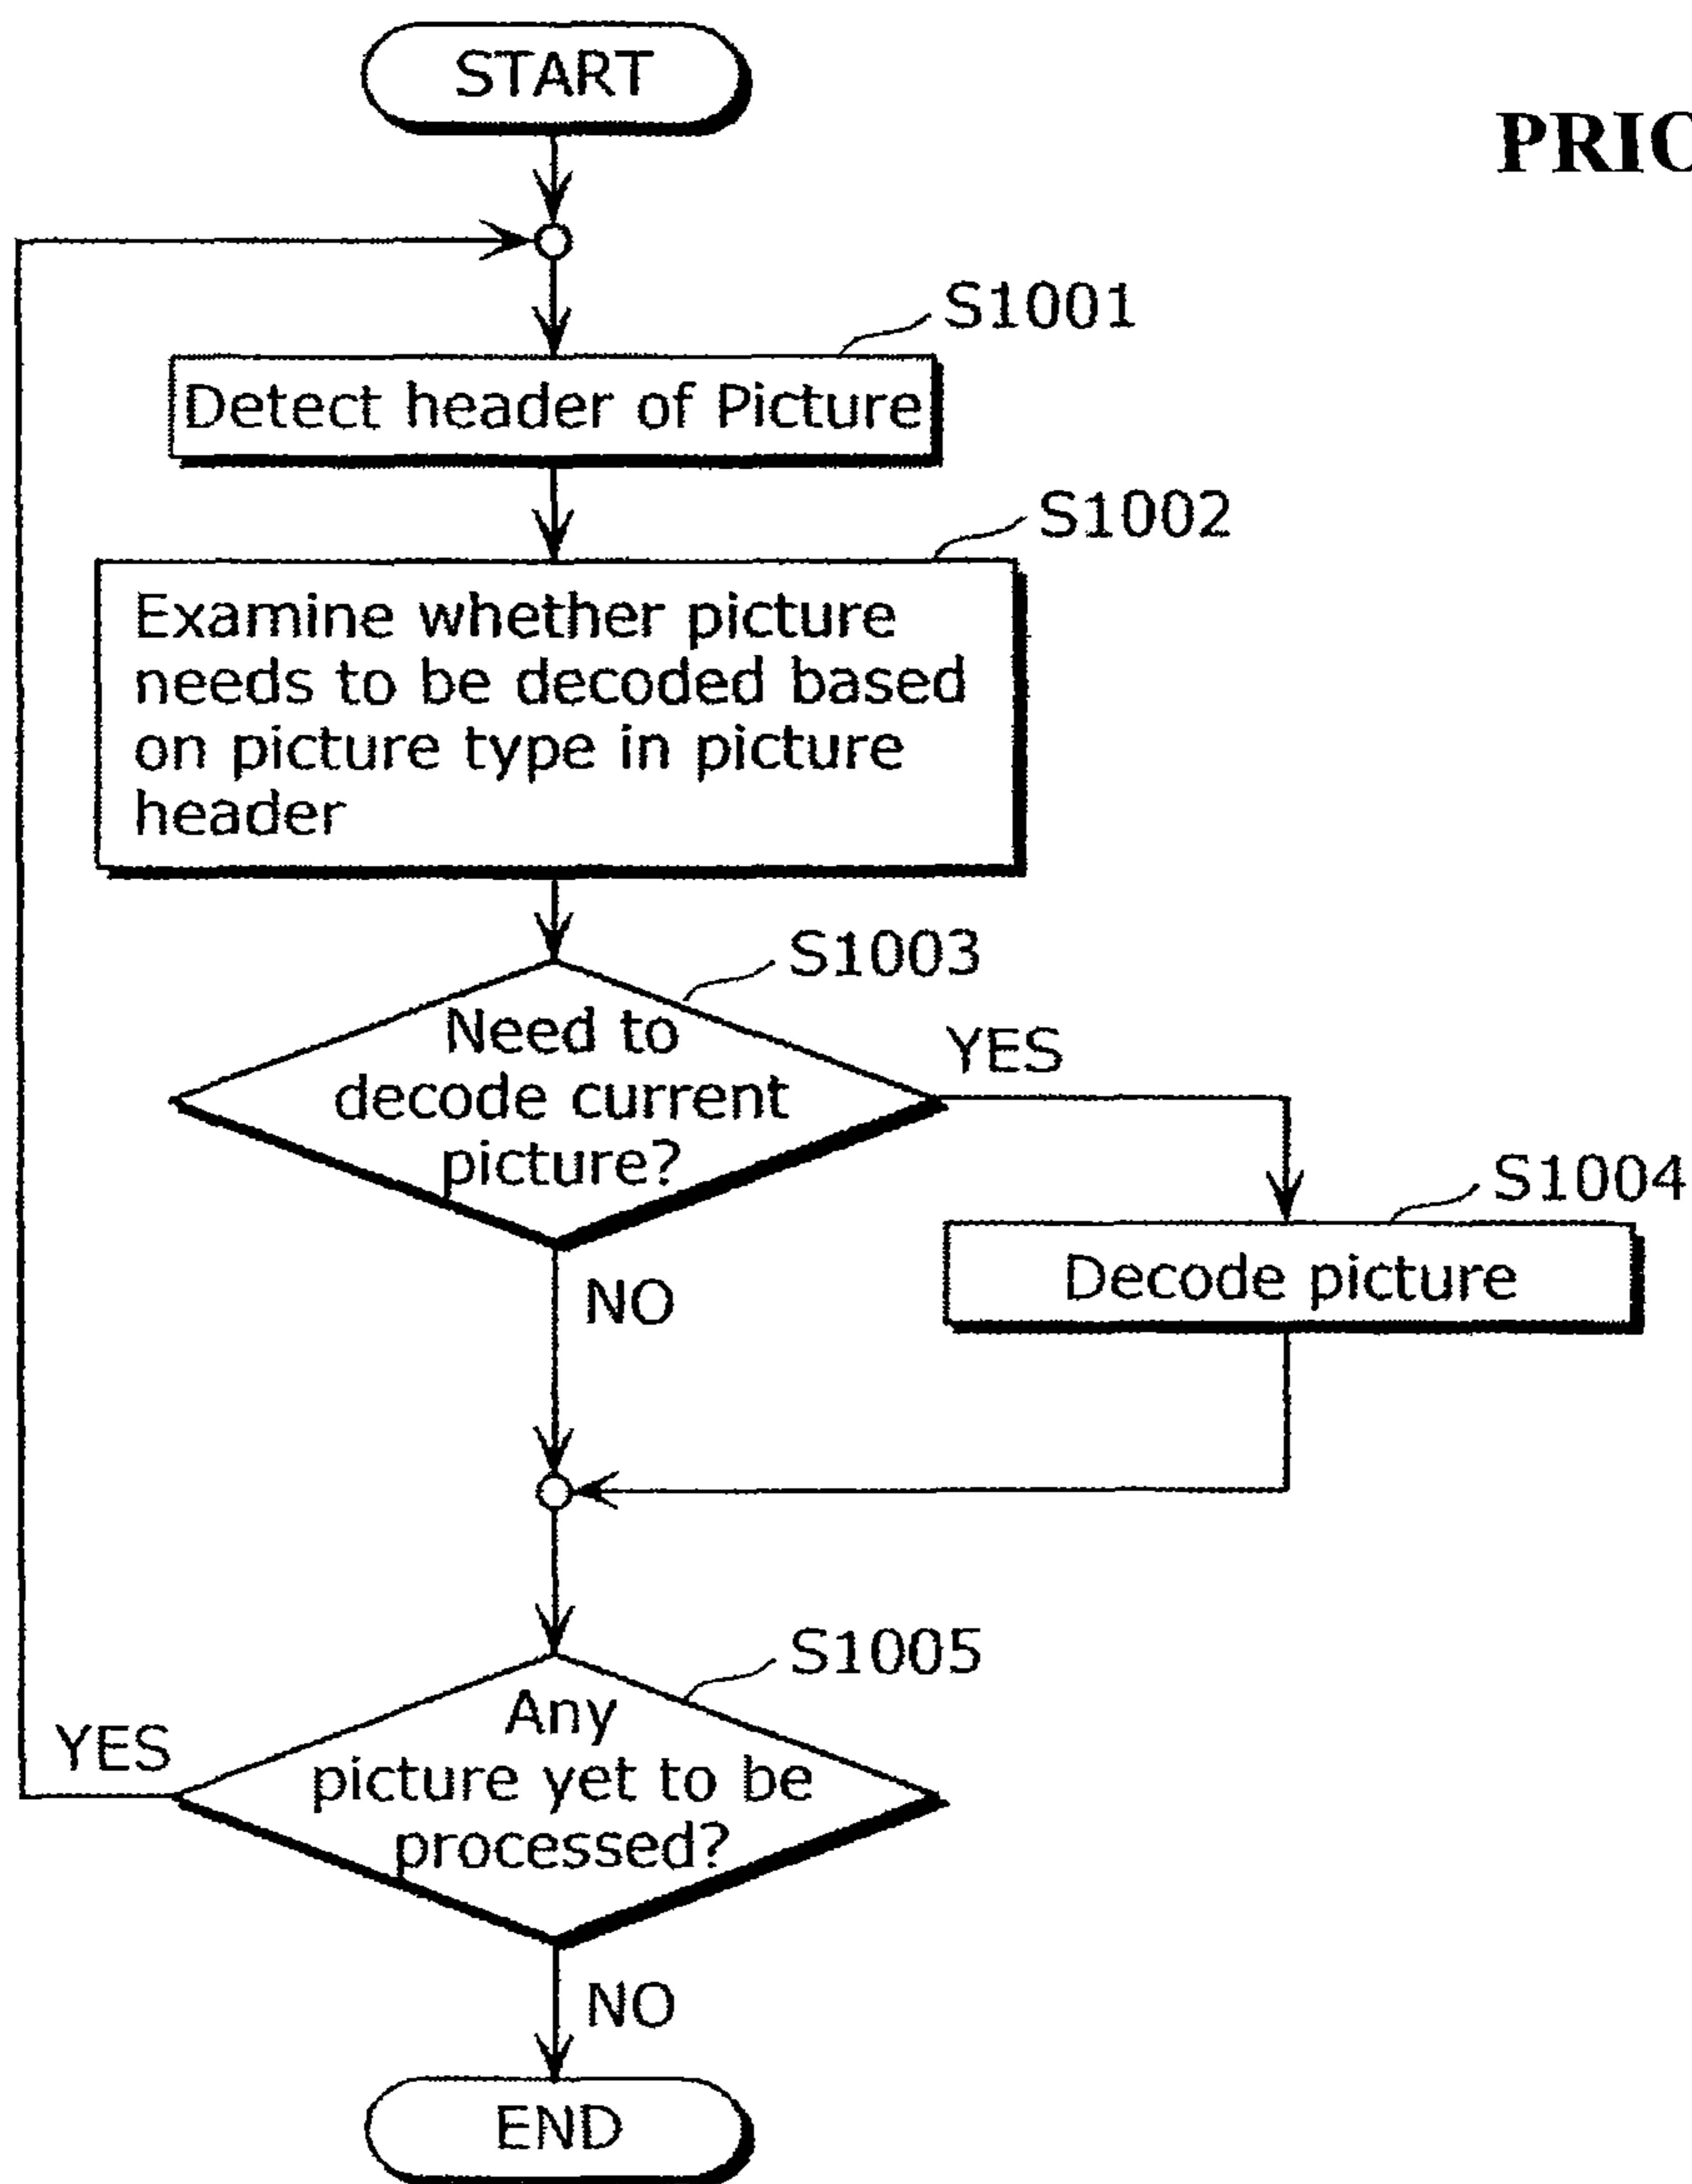 START
PRIO
S1001
Detect header of Picture
S1002
Examine whether picture
needs to be decoded based
on picture type in picture
header
S1003
Need to
decode current
picture?
YES
S1004
Decode picture
NO
S1005
Any
picture yet to be
processed?
YES
NO
END